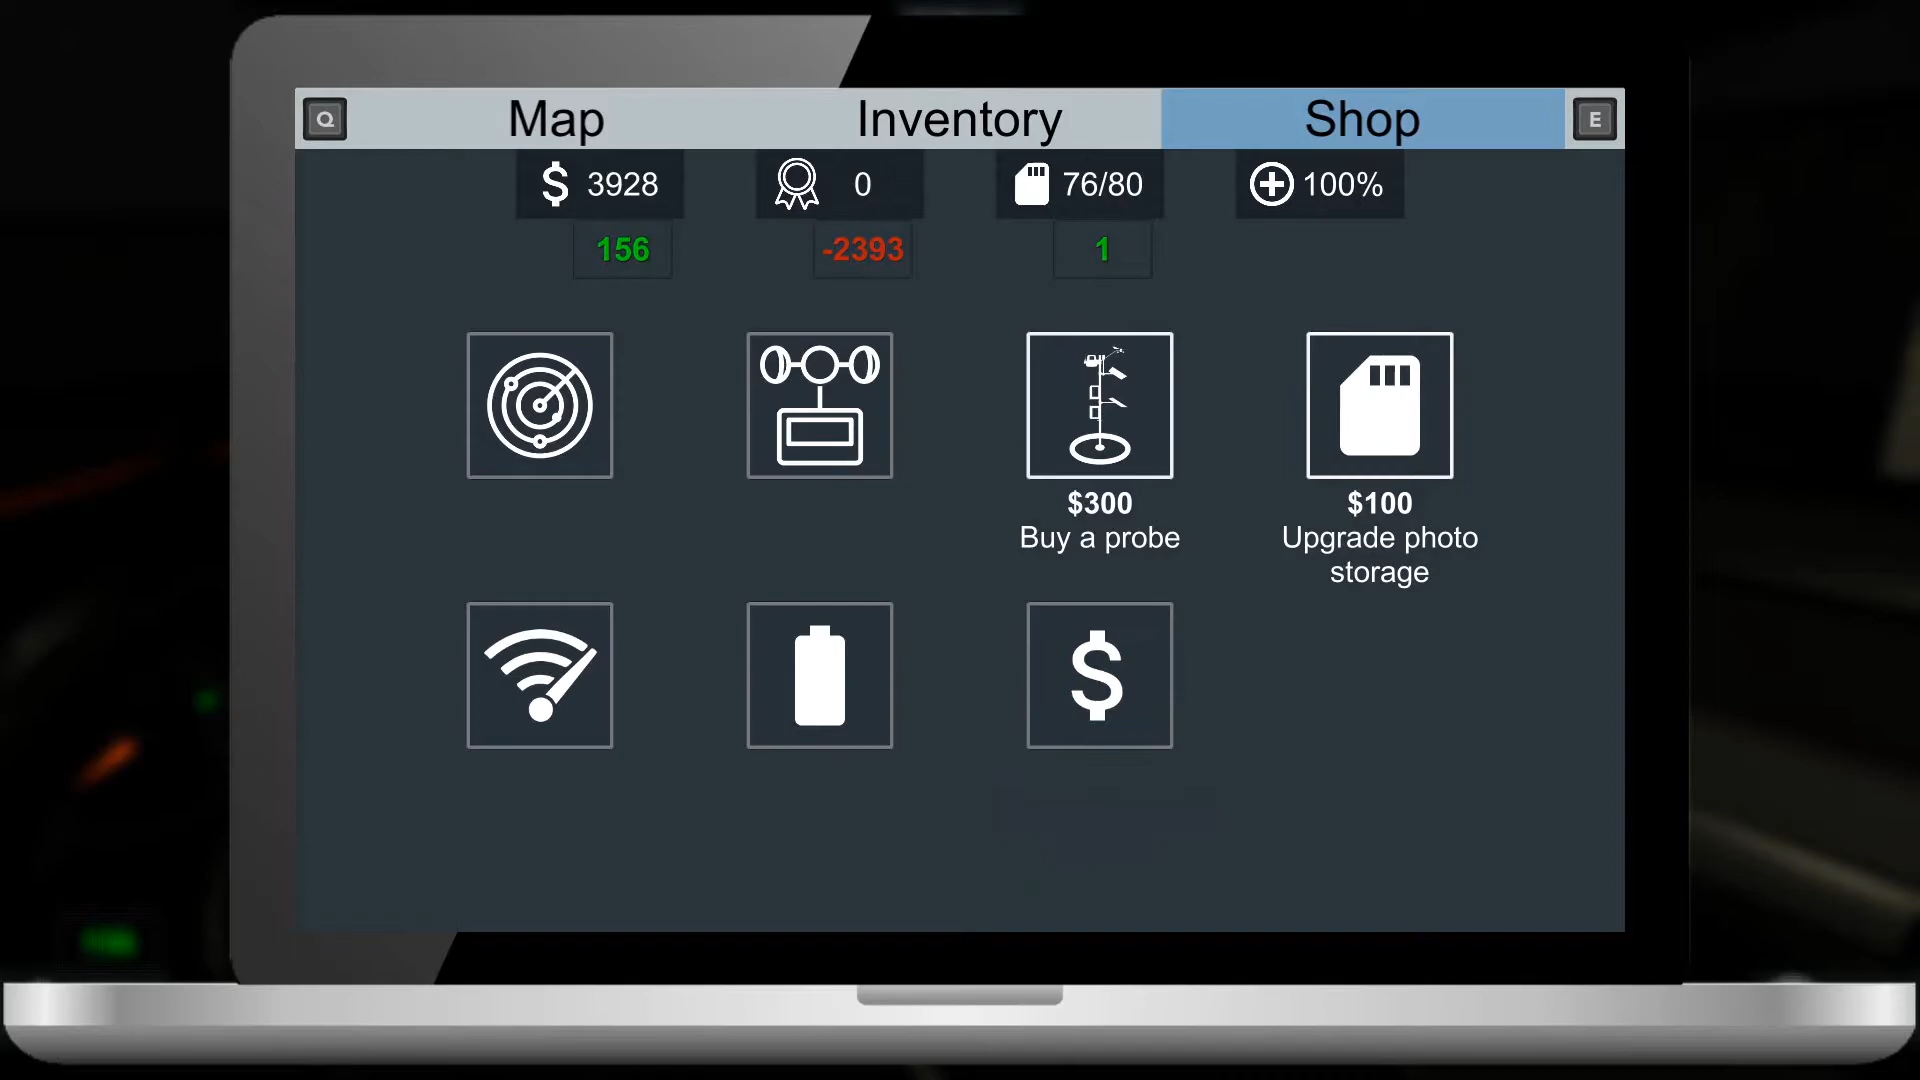 Q Map Inventory Shop E
$ 3928 0 76/80 100%
156 -2393 1
$300 $100
Buy a probe Upgrade photo
storage
$